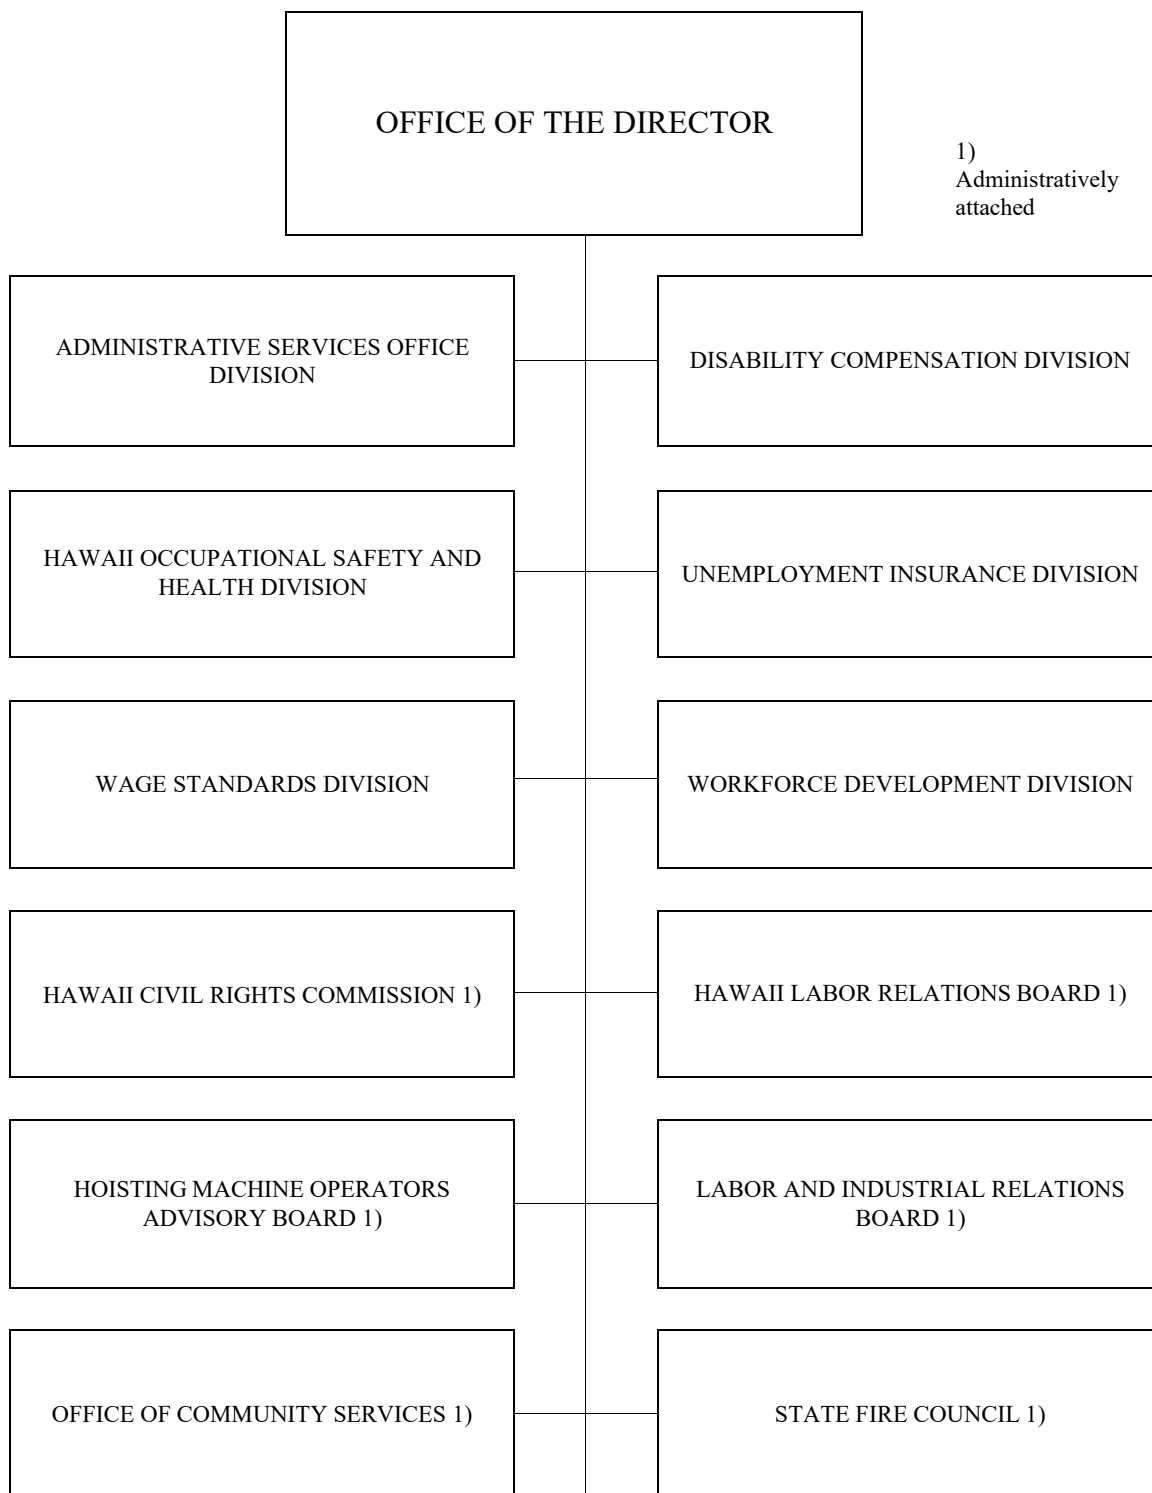 OFFICE OF THE DIRECTOR
1)
Administratively
attached
ADMINISTRATIVE SERVICES OFFICE
DIVISION
DISABILITY COMPENSATION DIVISION
HAWAII OCCUPATIONAL SAFETY AND
HEALTH DIVISION
UNEMPLOYMENT INSURANCE DIVISION
WAGE STANDARDS DIVISION
WORKFORCE DEVELOPMENT DIVISION
HAWAII CIVIL RIGHTS COMMISSION 1)
HAWAII LABOR RELATIONS BOARD 1)
HOISTING MACHINE OPERATORS
ADVISORY BOARD 1)
LABOR AND INDUSTRIAL RELATIONS
BOARD 1)
OFFICE OF COMMUNITY SERVICES 1)
STATE FIRE COUNCIL 1)